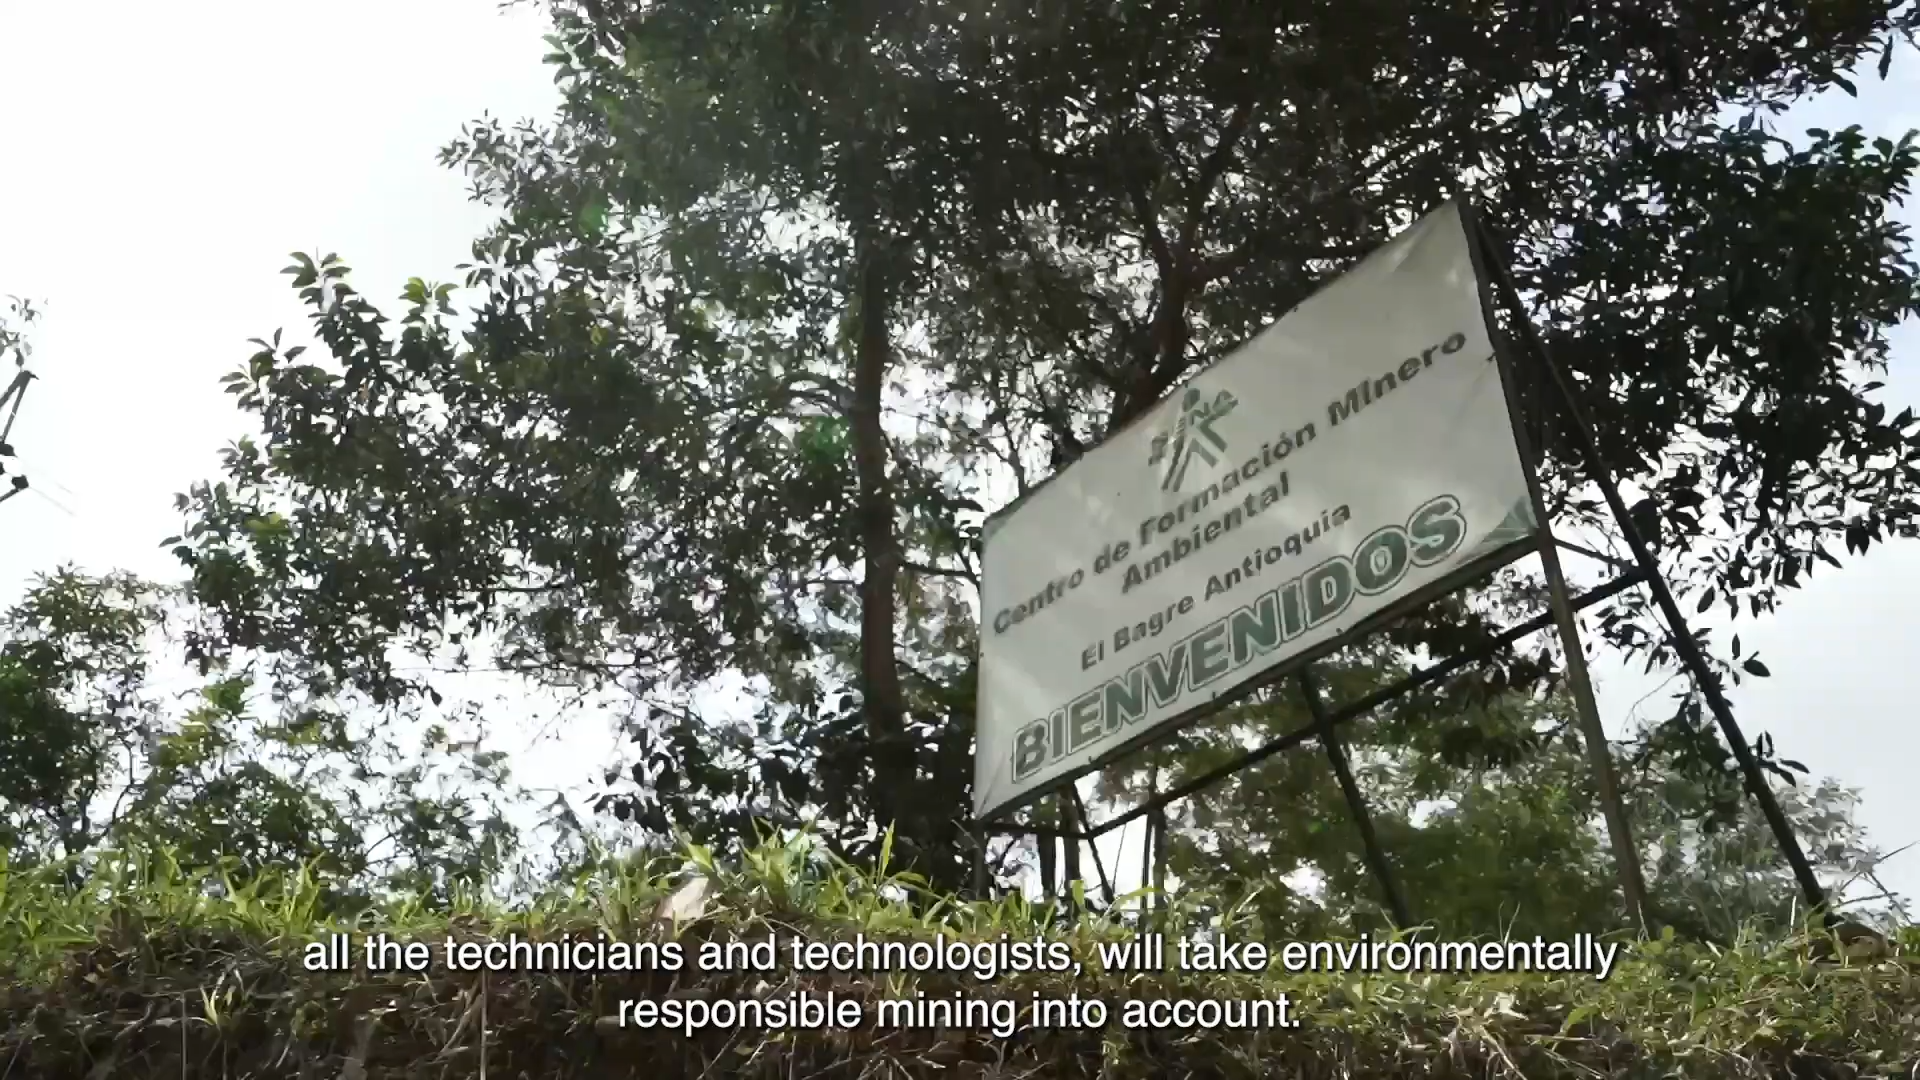 SENA
Centro de Formación Minero
Ambiental
El Bagre Antioquia
BIENVENIDOS
all the technicians and technologists, will take environmentally
responsible mining into account.